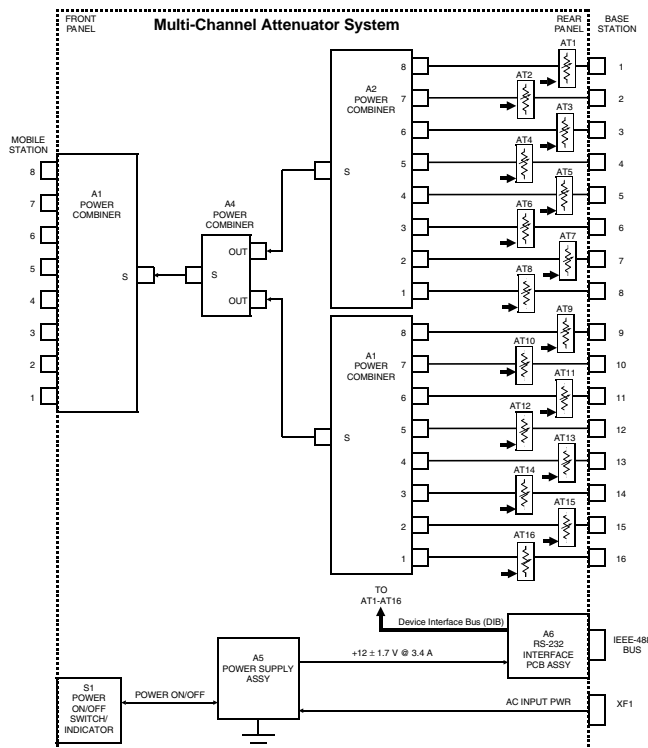 FRONT
PANEL
Multi-Channel Attenuator System
REAR
PANEL
BASE
STATION
MOBILE
STATION
8
7
6
5
4
3
2
1
A1
POWER
COMBINER
S
A4
POWER
COMBINER
OUT
S
OUT
A2
POWER
COMBINER
S
8
7
6
5
4
3
2
1
A1
POWER
COMBINER
S
8
7
6
5
4
3
2
1
AT1
AT2
AT3
AT4
AT5
AT6
AT7
AT8
AT9
AT10
AT11
AT12
AT13
AT14
AT15
AT16
1
2
3
4
5
6
7
8
9
10
11
12
13
14
15
16
TO
AT1-AT16
Device Interface Bus (DIB)
A6
RS-232
INTERFACE
PCB ASSY
IEEE-488
BUS
A5
POWER SUPPLY
ASSY
+12 ± 1.7 V @ 3.4 A
S1
POWER
ON/OFF
SWITCH/
INDICATOR
POWER ON/OFF
AC INPUT PWR
XF1